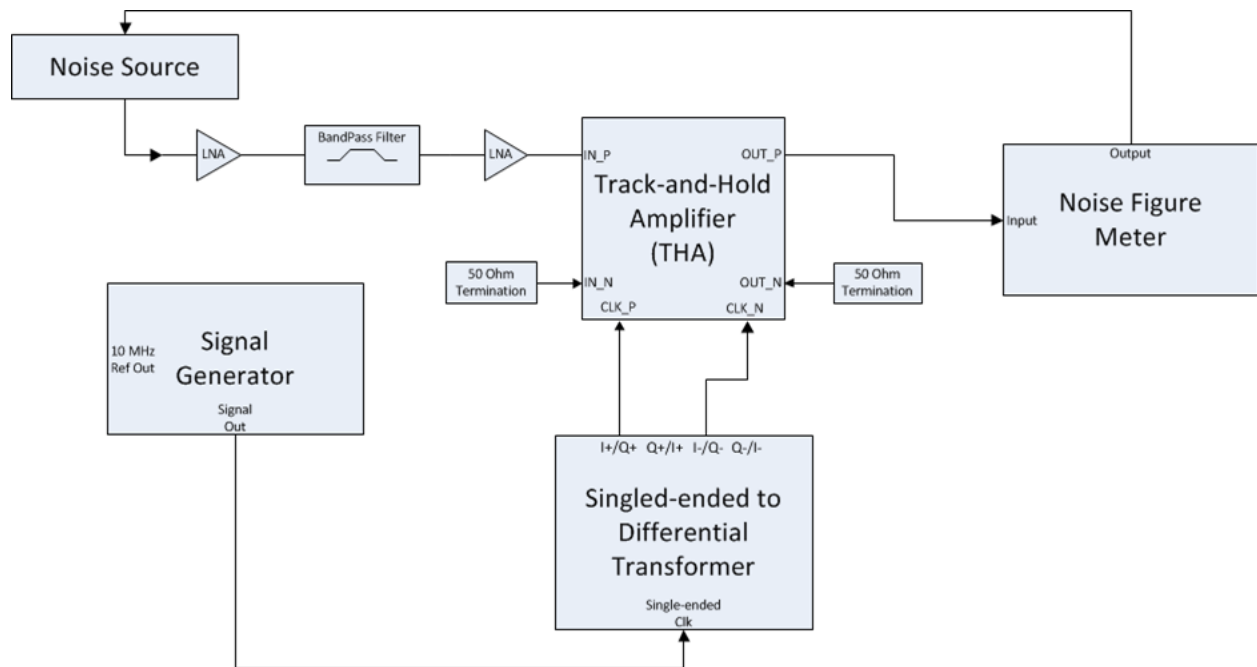 Noise Source
LNA
BandPass Filter
LNA
IN_P
OUT_P
Track-and-Hold
Amplifier
(THA)
IN_N
OUT_N
CLK_P
CLK_N
50 Ohm
Termination
50 Ohm
Termination
Output
Input
Noise Figure
Meter
10 MHz
Ref Out
Signal
Generator
Signal
Out
I+/Q+ Q+/I+ I-/Q- Q-/I-
Singled-ended to
Differential
Transformer
Single-ended
Clk